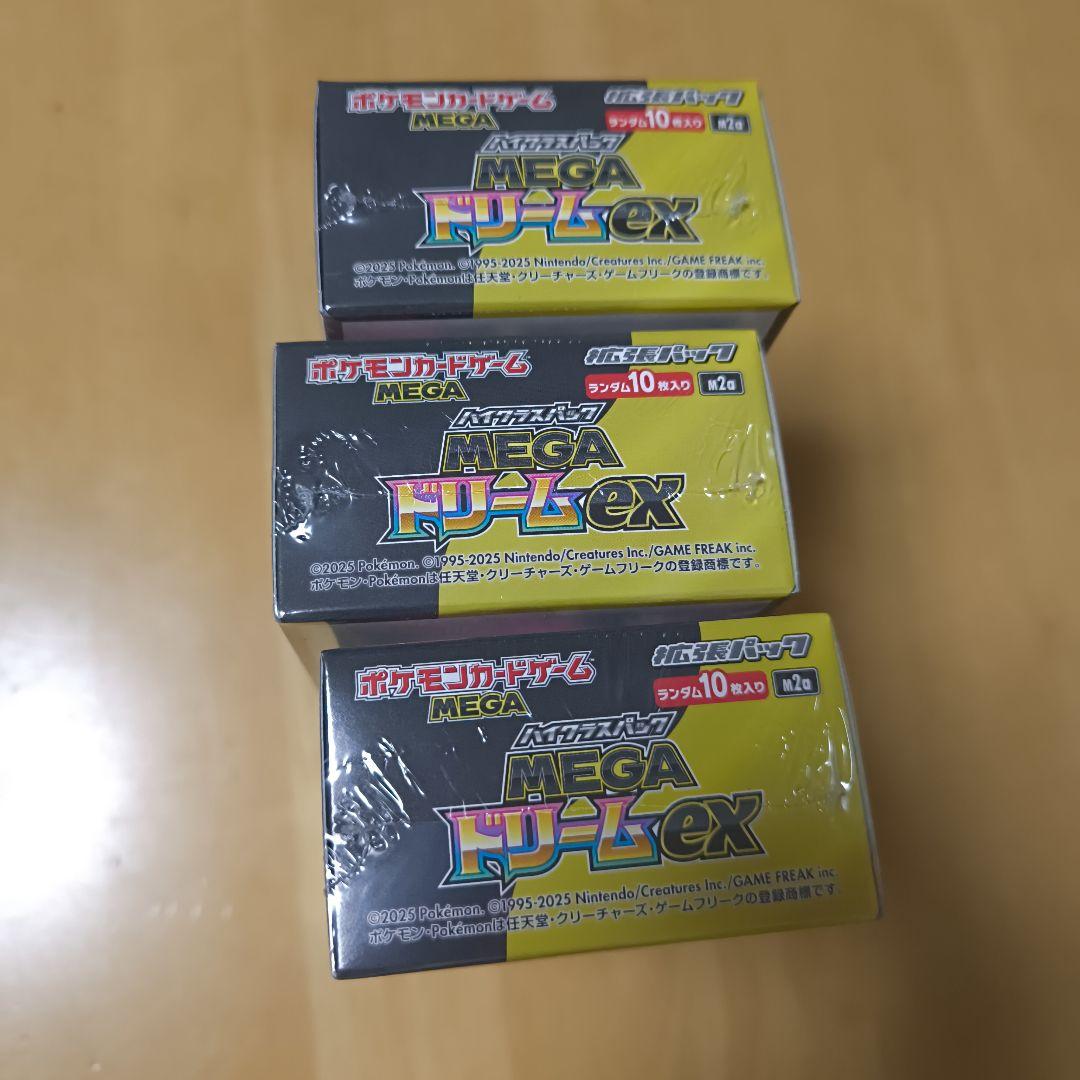 ポケモンカードゲーム
MEGA
拡張パック
ランダム10枚入り M2a
ハイクラスパック
MEGA
ドリームex
©2025 Pokémon. ©1995-2025 Nintendo/Creatures Inc./GAME FREAK inc.
ポケモン・Pokémonは任天堂・クリーチャーズ・ゲームフリークの登録商標です。
ポケモンカードゲーム
MEGA
拡張パック
ランダム10枚入り M2a
ハイクラスパック
MEGA
ドリームex
©2025 Pokémon. ©1995-2025 Nintendo/Creatures Inc./GAME FREAK inc.
ポケモン・Pokémonは任天堂・クリーチャーズ・ゲームフリークの登録商標です。
ポケモンカードゲーム
MEGA
拡張パック
ランダム10枚入り M2a
ハイクラスパック
MEGA
ドリームex
©2025 Pokémon. ©1995-2025 Nintendo/Creatures Inc./GAME FREAK inc.
ポケモン・Pokémonは任天堂・クリーチャーズ・ゲームフリークの登録商標です。